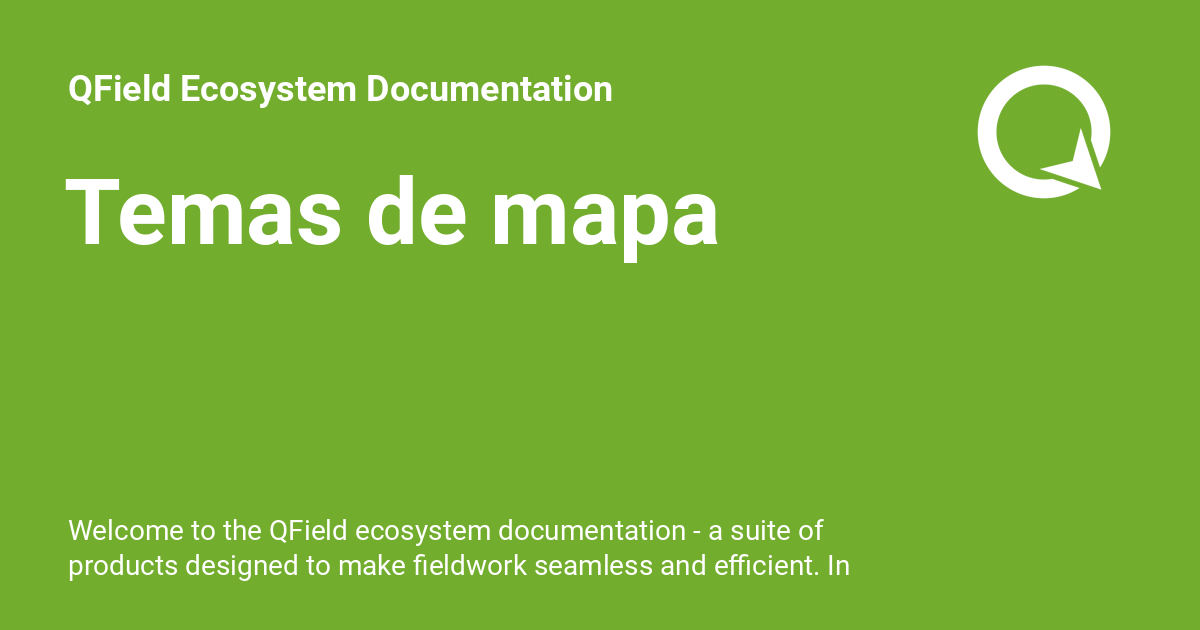 QField Ecosystem Documentation
Temas de mapa
Welcome to the QField ecosystem documentation - a suite of
products designed to make fieldwork seamless and efficient. In